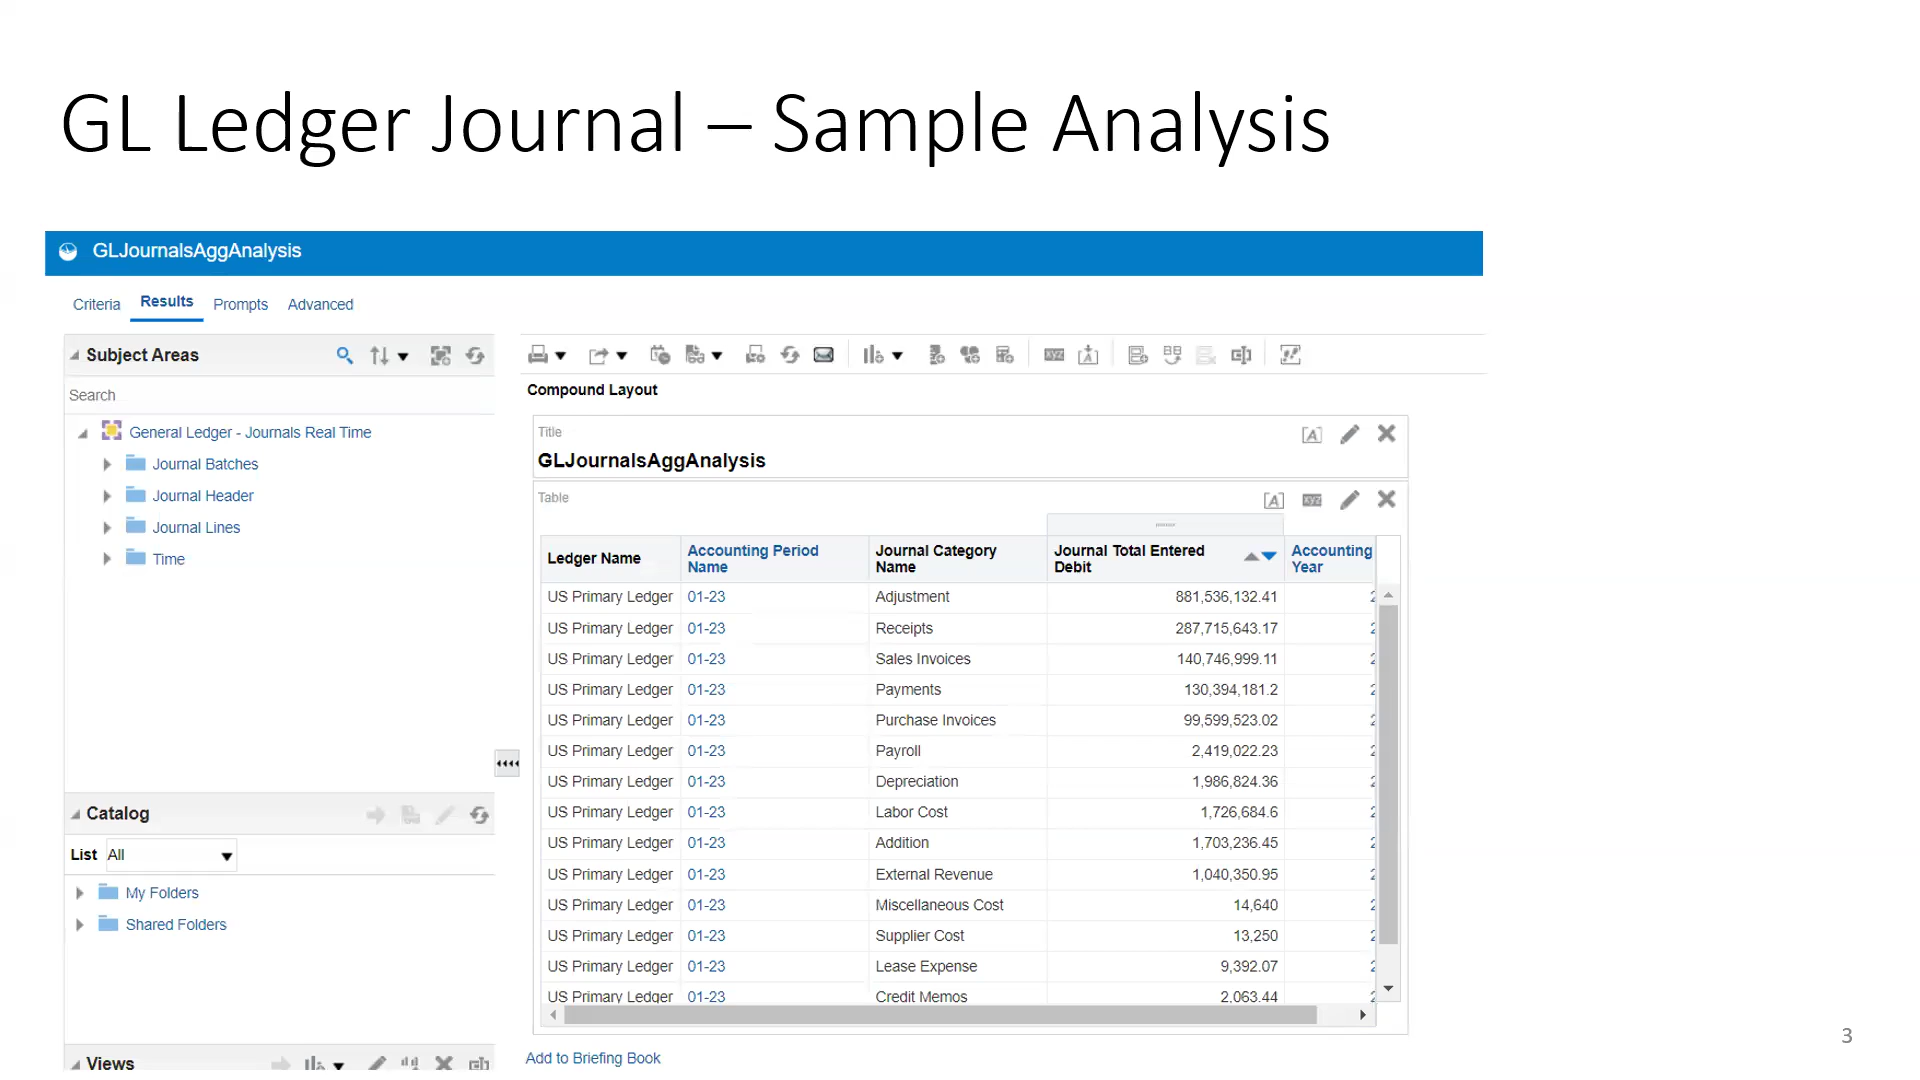 GL Ledger Journal – Sample Analysis
GLJournalsAggAnalysis
Criteria Results Prompts Advanced
Subject Areas
Search
General Ledger - Journals Real Time
Journal Batches
Journal Header
Journal Lines
Time
Catalog
List All
My Folders
Shared Folders
Views
Compound Layout
Title
GLJournalsAggAnalysis
Table
Ledger Name Accounting Period Name Journal Category Name Journal Total Entered Debit Accounting Year
US Primary Ledger 01-23 Adjustment 881,536,132.41
US Primary Ledger 01-23 Receipts 287,715,643.17
US Primary Ledger 01-23 Sales Invoices 140,746,999.11
US Primary Ledger 01-23 Payments 130,394,181.2
US Primary Ledger 01-23 Purchase Invoices 99,599,523.02
US Primary Ledger 01-23 Payroll 2,419,022.23
US Primary Ledger 01-23 Depreciation 1,986,824.36
US Primary Ledger 01-23 Labor Cost 1,726,684.6
US Primary Ledger 01-23 Addition 1,703,236.45
US Primary Ledger 01-23 External Revenue 1,040,350.95
US Primary Ledger 01-23 Miscellaneous Cost 14,640
US Primary Ledger 01-23 Supplier Cost 13,250
US Primary Ledger 01-23 Lease Expense 9,392.07
US Primary Ledger 01-23 Credit Memos 2,063.44
Add to Briefing Book
3